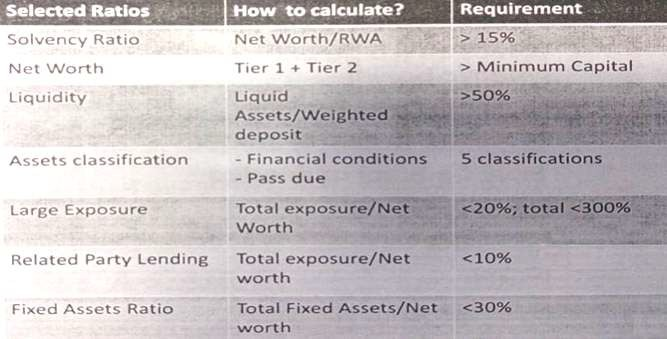 Selected Ratios How to calculate? Requirement
Solvency Ratio Net Worth/RWA > 15%
Net Worth Tier 1 + Tier 2 > Minimum Capital
Liquidity Liquid >50%
Assets/Weighted
deposit
Assets classification - Financial conditions 5 classifications
- Pass due
Large Exposure Total exposure/Net <20%; total <300%
Worth
Related Party Lending Total exposure/Net <10%
worth
Fixed Assets Ratio Total Fixed Assets/Net <30%
worth